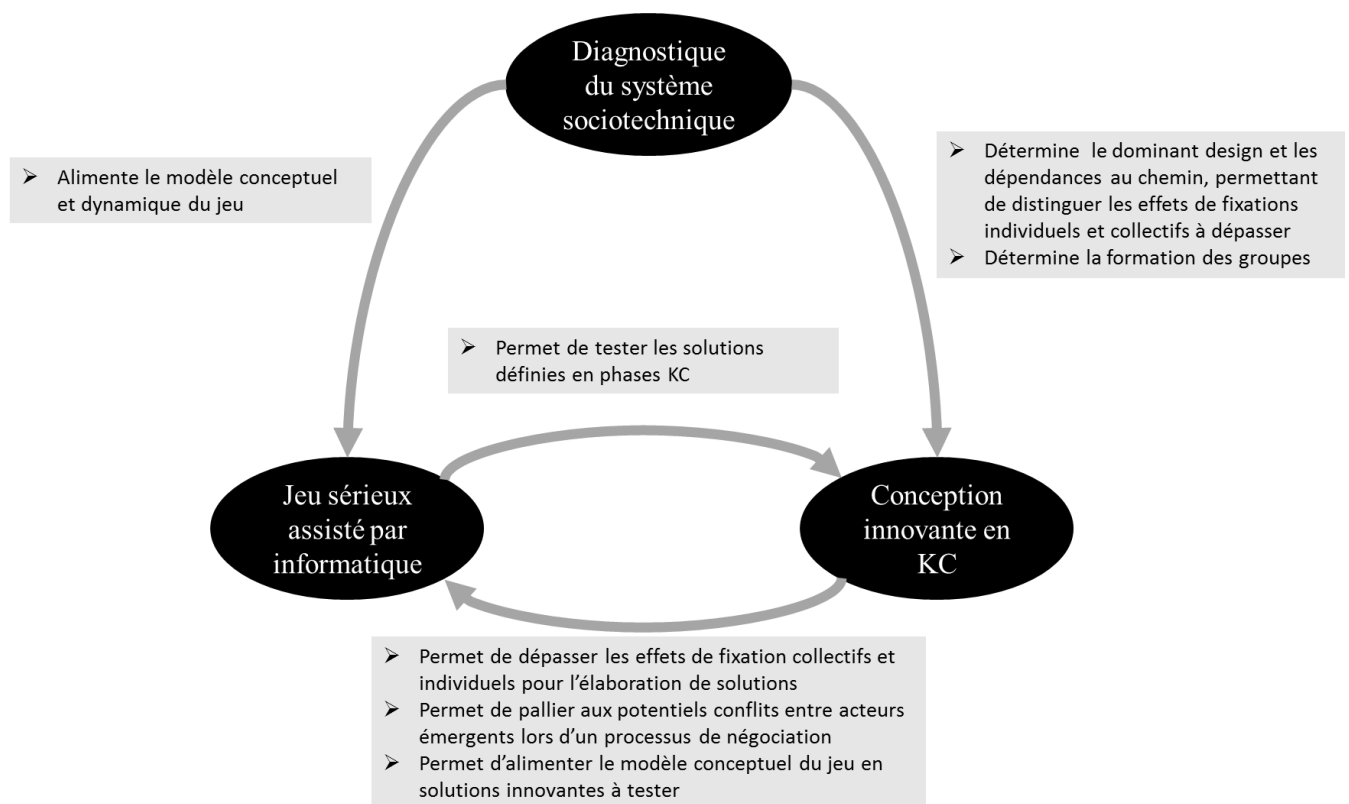 Diagnostique
du système
sociotechnique
➢ Alimente le modèle conceptuel
et dynamique du jeu
➢ Détermine le dominant design et les
dépendances au chemin, permettant
de distinguer les effets de fixations
individuels et collectifs à dépasser
➢ Détermine la formation des groupes
➢ Permet de tester les solutions
définies en phases KC
Jeu sérieux
assisté par
informatique
Conception
innovante en
KC
➢ Permet de dépasser les effets de fixation collectifs et
individuels pour l’élaboration de solutions
➢ Permet de pallier aux potentiels conflits entre acteurs
émergents lors d’un processus de négociation
➢ Permet d’alimenter le modèle conceptuel du jeu en
solutions innovantes à tester